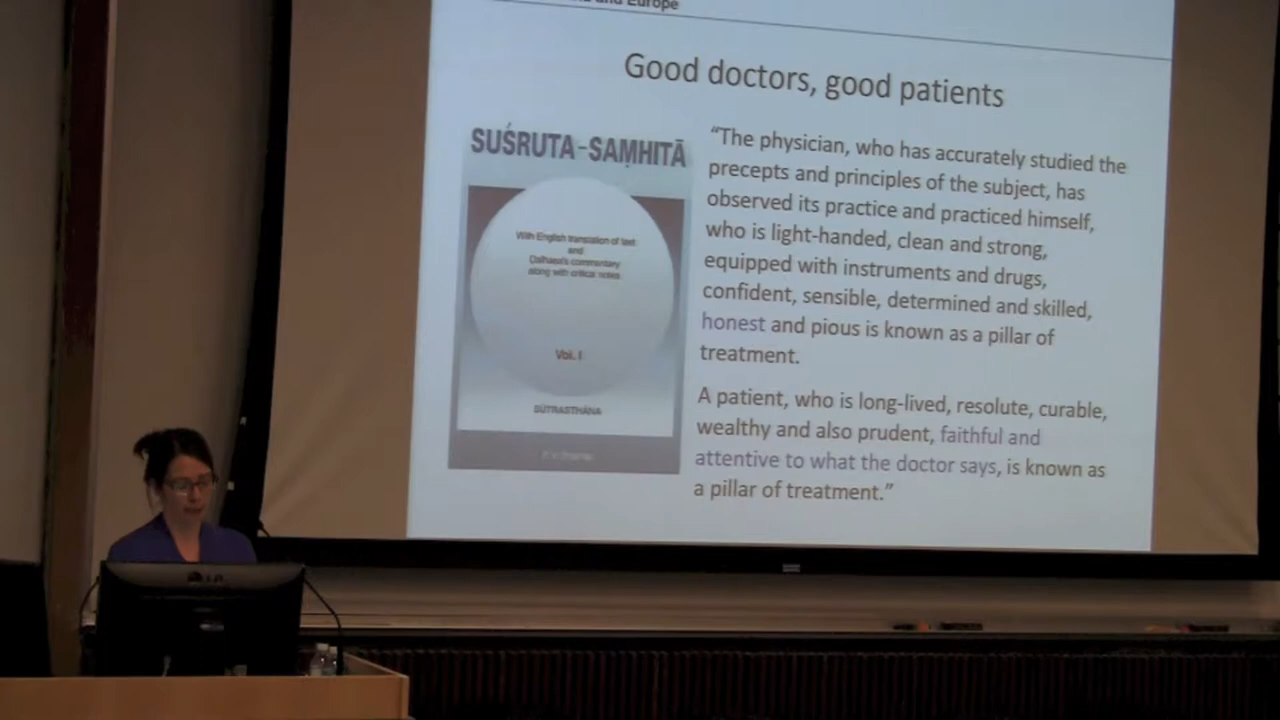 and Europe
Good doctors, good patients
SUŚRUTA-SAṂHITĀ
With English translation of text
and
Ḍalhaṇa's commentary
along with critical notes
Vol. I
SŪTRASTHĀNA
“The physician, who has accurately studied the
precepts and principles of the subject, has
observed its practice and practiced himself,
who is light-handed, clean and strong,
equipped with instruments and drugs,
confident, sensible, determined and skilled,
honest and pious is known as a pillar of
treatment.
A patient, who is long-lived, resolute, curable,
wealthy and also prudent, faithful and
attentive to what the doctor says, is known as
a pillar of treatment.”